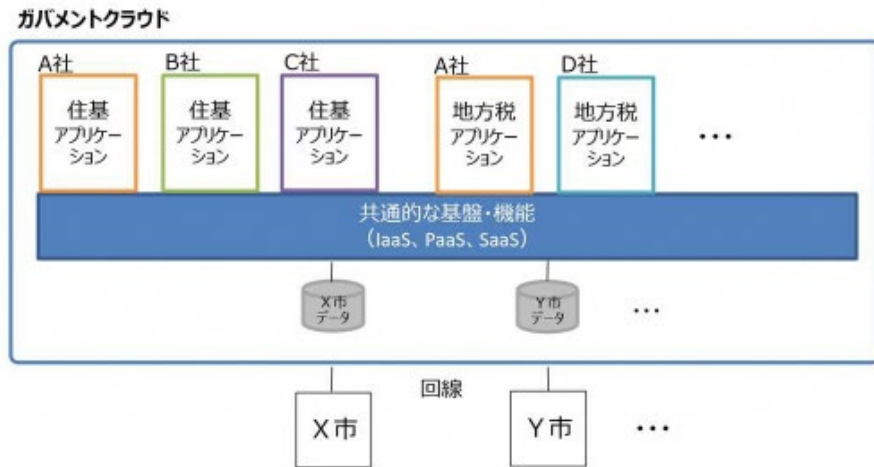 ガバメントクラウド
A社
B社
C社
A社
D社
住基
アプリケー
ション
住基
アプリケー
ション
住基
アプリケー
ション
地方税
アプリケー
ション
地方税
アプリケー
ション
・・・
共通的な基盤・機能
（IaaS、PaaS、SaaS）
X市
データ
Y市
データ
・・・
回線
X市
Y市
・・・